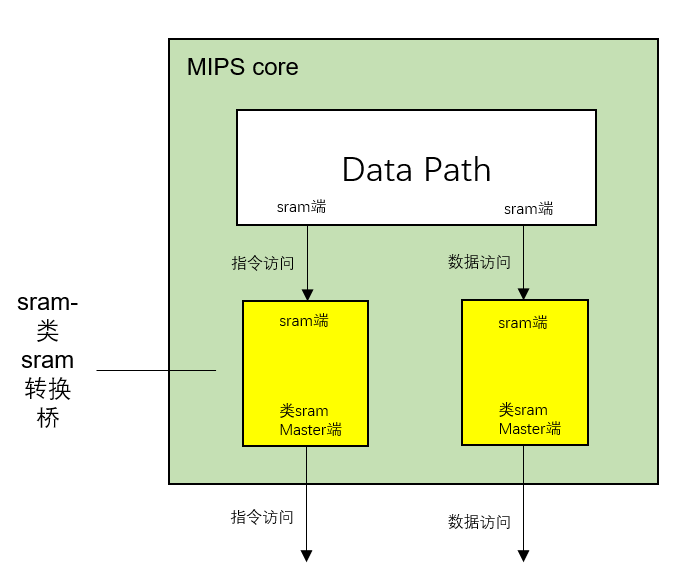 MIPS core
Data Path
sram端
sram端
指令访问
数据访问
sram-
类
sram
转换
桥
sram端
sram端
类sram
Master端
类sram
Master端
指令访问
数据访问